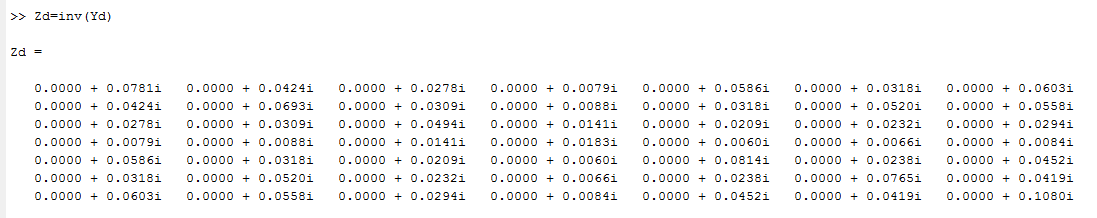 >> Zd=inv(Yd)
Zd =
0.0000 + 0.0781i 0.0000 + 0.0424i 0.0000 + 0.0278i 0.0000 + 0.0079i 0.0000 + 0.0586i 0.0000 + 0.0318i 0.0000 + 0.0603i
0.0000 + 0.0424i 0.0000 + 0.0693i 0.0000 + 0.0309i 0.0000 + 0.0088i 0.0000 + 0.0318i 0.0000 + 0.0520i 0.0000 + 0.0558i
0.0000 + 0.0278i 0.0000 + 0.0309i 0.0000 + 0.0494i 0.0000 + 0.0141i 0.0000 + 0.0209i 0.0000 + 0.0232i 0.0000 + 0.0294i
0.0000 + 0.0079i 0.0000 + 0.0088i 0.0000 + 0.0141i 0.0000 + 0.0183i 0.0000 + 0.0060i 0.0000 + 0.0066i 0.0000 + 0.0084i
0.0000 + 0.0586i 0.0000 + 0.0318i 0.0000 + 0.0209i 0.0000 + 0.0060i 0.0000 + 0.0814i 0.0000 + 0.0238i 0.0000 + 0.0452i
0.0000 + 0.0318i 0.0000 + 0.0520i 0.0000 + 0.0232i 0.0000 + 0.0066i 0.0000 + 0.0238i 0.0000 + 0.0765i 0.0000 + 0.0419i
0.0000 + 0.0603i 0.0000 + 0.0558i 0.0000 + 0.0294i 0.0000 + 0.0084i 0.0000 + 0.0452i 0.0000 + 0.0419i 0.0000 + 0.1080i